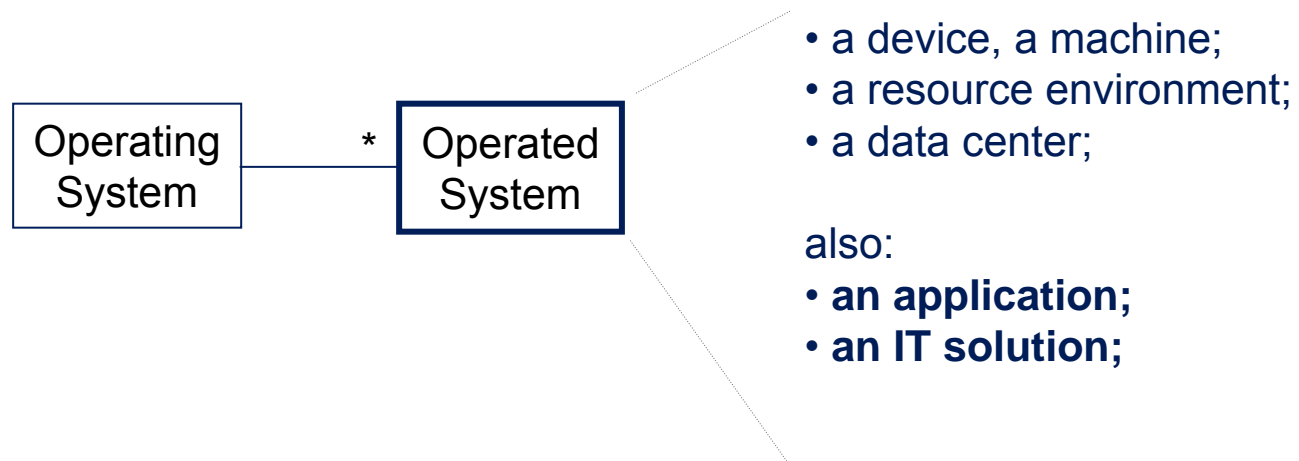 Operating
System
*
Operated
System
• a device, a machine;
• a resource environment;
• a data center;
also:
• an application;
• an IT solution;